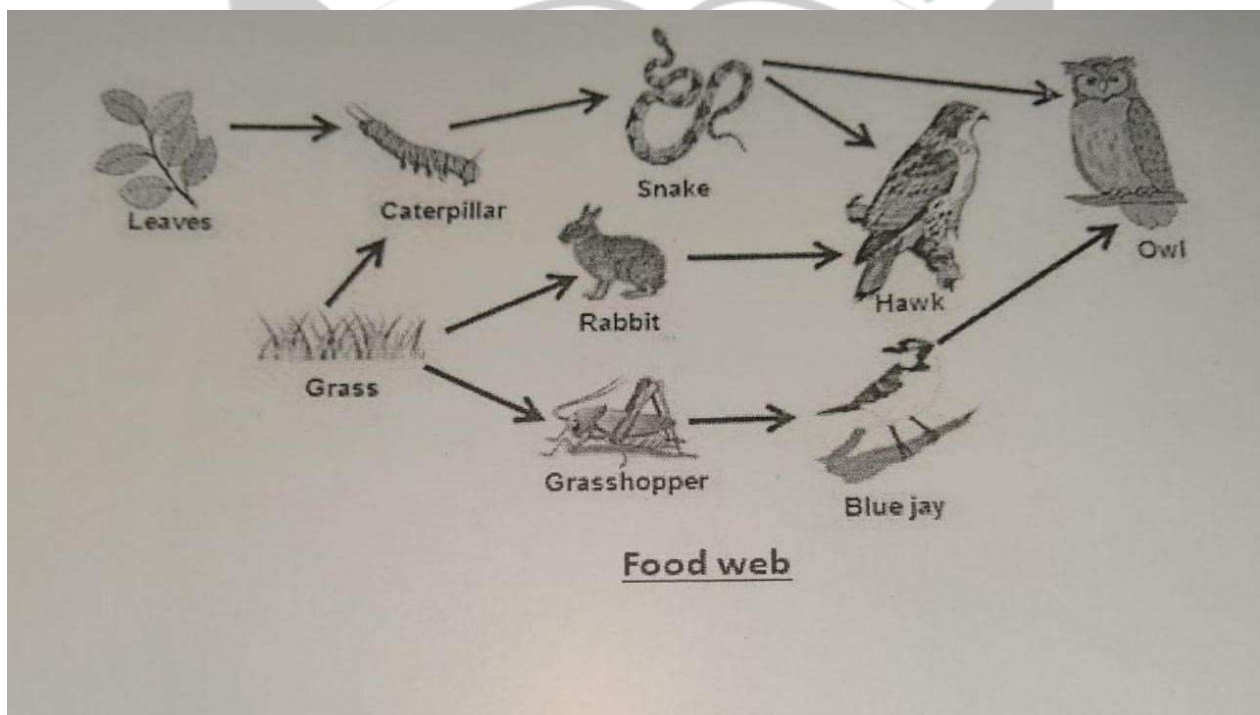 Leaves
Caterpillar
Snake
Owl
Rabbit
Hawk
Grass
Grasshopper
Blue jay
Food web